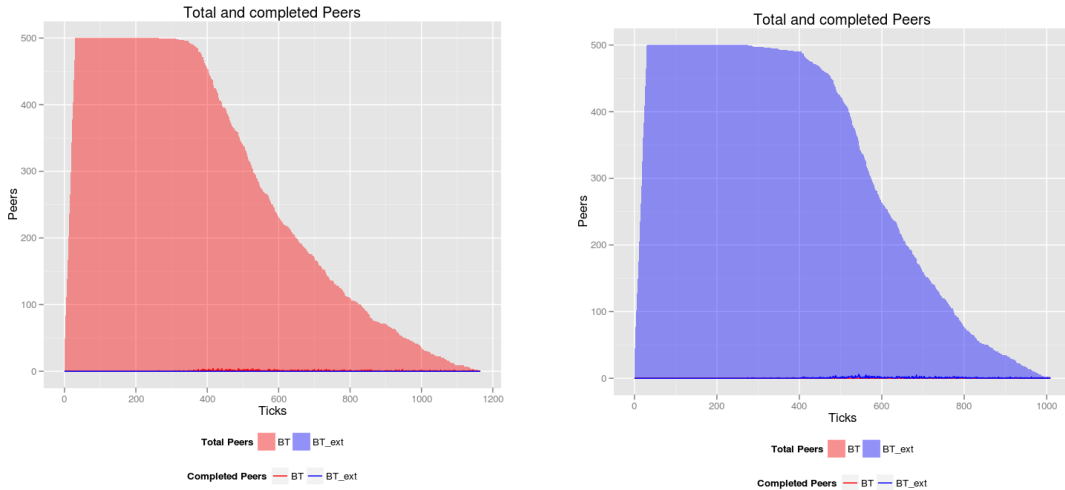 Total and completed Peers
500
400
300
200
100
0
Peers
0 200 400 600 800 1000 1200
Ticks
Total Peers BT BT_ext
Completed Peers BT BT_ext
Total and completed Peers
500
400
300
200
100
0
Peers
0 200 400 600 800 1000
Ticks
Total Peers BT BT_ext
Completed Peers BT BT_ext